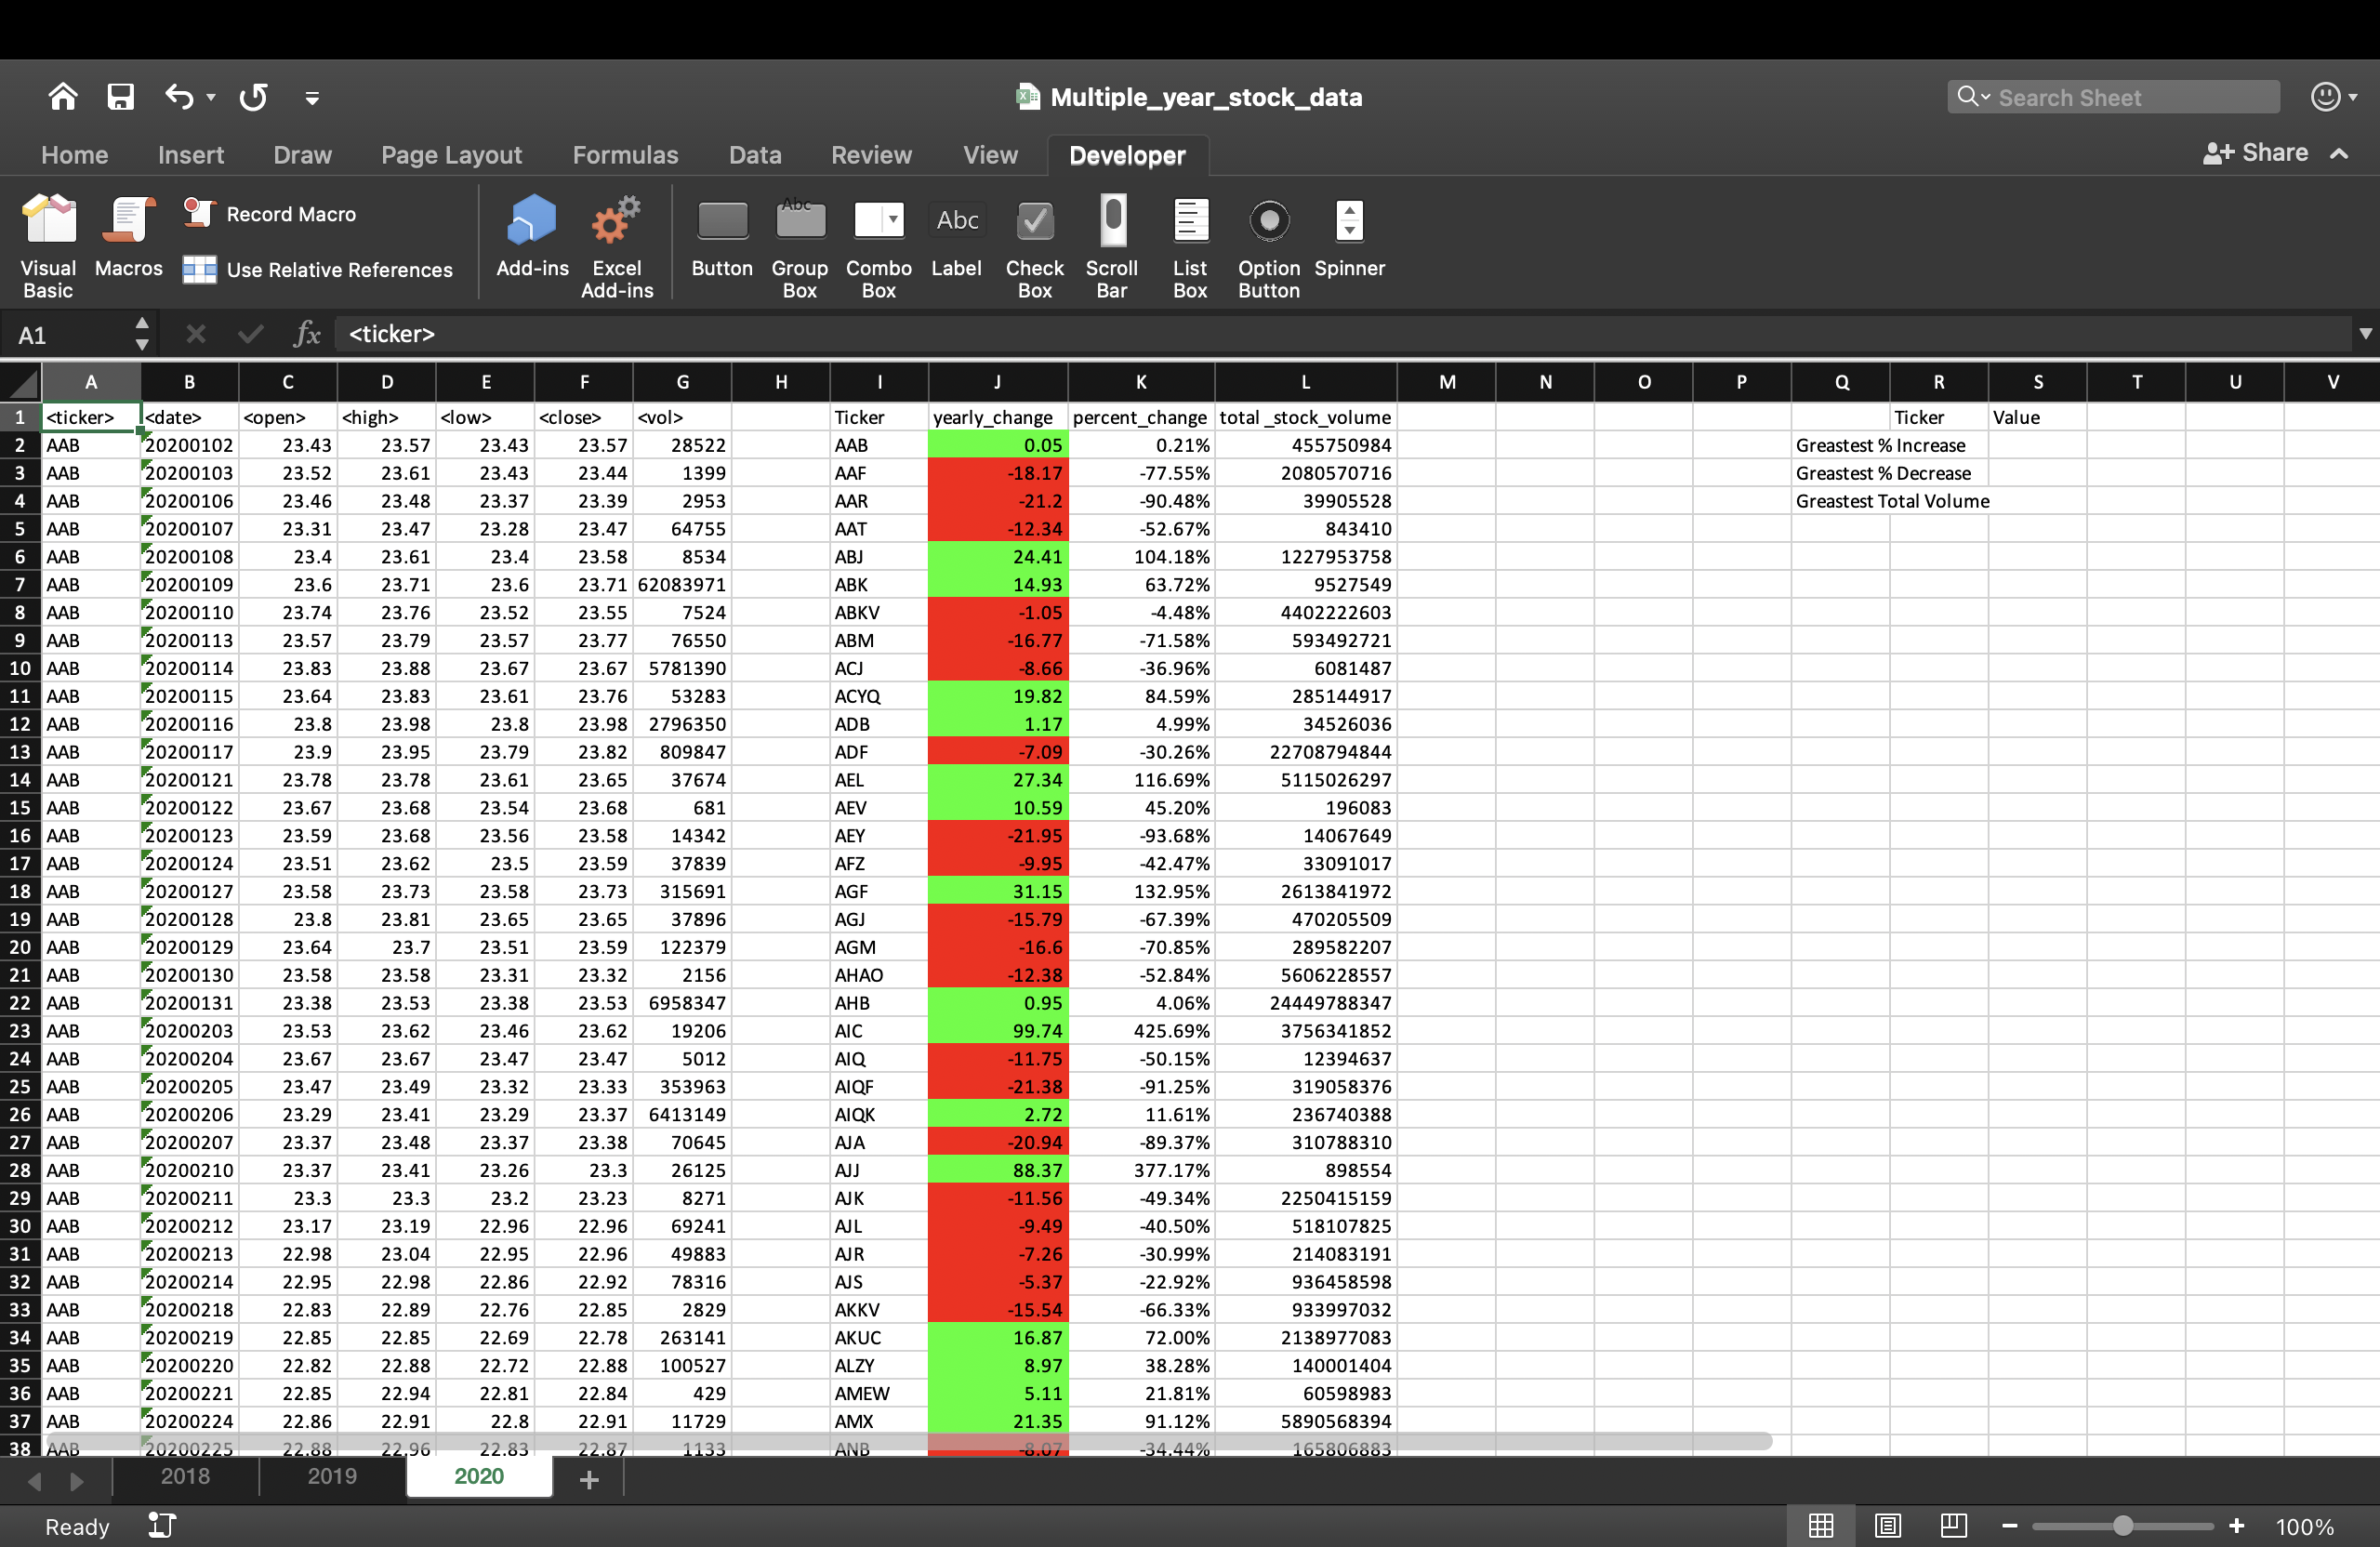 Multiple_year_stock_data
Search Sheet
Home Insert Draw Page Layout Formulas Data Review View Developer Share
Visual Basic Macros Record Macro Use Relative References Add-ins Excel Add-ins Button Abc Group Box Combo Box Abc Label Check Box Scroll Bar List Box Option Button Spinner
A1 fx <ticker>
A B C D E F G H I J K L M N O P Q R S T U V
1 <ticker> <date> <open> <high> <low> <close> <vol> Ticker yearly_change percent_change total _stock_volume Ticker Value
2 AAB 20200102 23.43 23.57 23.43 23.57 28522 AAB 0.05 0.21% 455750984 Greastest % Increase
3 AAB 20200103 23.52 23.61 23.43 23.44 1399 AAF -18.17 -77.55% 2080570716 Greastest % Decrease
4 AAB 20200106 23.46 23.48 23.37 23.39 2953 AAR -21.2 -90.48% 39905528 Greastest Total Volume
5 AAB 20200107 23.31 23.47 23.28 23.47 64755 AAT -12.34 -52.67% 843410
6 AAB 20200108 23.4 23.61 23.4 23.58 8534 ABJ 24.41 104.18% 1227953758
7 AAB 20200109 23.6 23.71 23.6 23.71 62083971 ABK 14.93 63.72% 9527549
8 AAB 20200110 23.74 23.76 23.52 23.55 7524 ABKV -1.05 -4.48% 4402222603
9 AAB 20200113 23.57 23.79 23.57 23.77 76550 ABM -16.77 -71.58% 593492721
10 AAB 20200114 23.83 23.88 23.67 23.67 5781390 ACJ -8.66 -36.96% 6081487
11 AAB 20200115 23.64 23.83 23.61 23.76 53283 ACYQ 19.82 84.59% 285144917
12 AAB 20200116 23.8 23.98 23.8 23.98 2796350 ADB 1.17 4.99% 34526036
13 AAB 20200117 23.9 23.95 23.79 23.82 809847 ADF -7.09 -30.26% 22708794844
14 AAB 20200121 23.78 23.78 23.61 23.65 37674 AEL 27.34 116.69% 5115026297
15 AAB 20200122 23.67 23.68 23.54 23.68 681 AEV 10.59 45.20% 196083
16 AAB 20200123 23.59 23.68 23.56 23.58 14342 AEY -21.95 -93.68% 14067649
17 AAB 20200124 23.51 23.62 23.5 23.59 37839 AFZ -9.95 -42.47% 33091017
18 AAB 20200127 23.58 23.73 23.58 23.73 315691 AGF 31.15 132.95% 2613841972
19 AAB 20200128 23.8 23.81 23.65 23.65 37896 AGJ -15.79 -67.39% 470205509
20 AAB 20200129 23.64 23.7 23.51 23.59 122379 AGM -16.6 -70.85% 289582207
21 AAB 20200130 23.58 23.58 23.31 23.32 2156 AHAO -12.38 -52.84% 5606228557
22 AAB 20200131 23.38 23.53 23.38 23.53 6958347 AHB 0.95 4.06% 24449788347
23 AAB 20200203 23.53 23.62 23.46 23.62 19206 AIC 99.74 425.69% 3756341852
24 AAB 20200204 23.67 23.67 23.47 23.47 5012 AIQ -11.75 -50.15% 12394637
25 AAB 20200205 23.47 23.49 23.32 23.33 353963 AIQF -21.38 -91.25% 319058376
26 AAB 20200206 23.29 23.41 23.29 23.37 6413149 AIQK 2.72 11.61% 236740388
27 AAB 20200207 23.37 23.48 23.37 23.38 70645 AJA -20.94 -89.37% 310788310
28 AAB 20200210 23.37 23.41 23.26 23.3 26125 AJJ 88.37 377.17% 898554
29 AAB 20200211 23.3 23.3 23.2 23.23 8271 AJK -11.56 -49.34% 2250415159
30 AAB 20200212 23.17 23.19 22.96 22.96 69241 AJL -9.49 -40.50% 518107825
31 AAB 20200213 22.98 23.04 22.95 22.96 49883 AJR -7.26 -30.99% 214083191
32 AAB 20200214 22.95 22.98 22.86 22.92 78316 AJS -5.37 -22.92% 936458598
33 AAB 20200218 22.83 22.89 22.76 22.85 2829 AKKV -15.54 -66.33% 933997032
34 AAB 20200219 22.85 22.85 22.69 22.78 263141 AKUC 16.87 72.00% 2138977083
35 AAB 20200220 22.82 22.88 22.72 22.88 100527 ALZY 8.97 38.28% 140001404
36 AAB 20200221 22.85 22.94 22.81 22.84 429 AMEW 5.11 21.81% 60598983
37 AAB 20200224 22.86 22.91 22.8 22.91 11729 AMX 21.35 91.12% 5890568394
38 AAB 20200225 22.88 22.96 22.83 22.87 1133 ANB -8.07 -34.44% 165806883
2018 2019 2020
Ready 100%